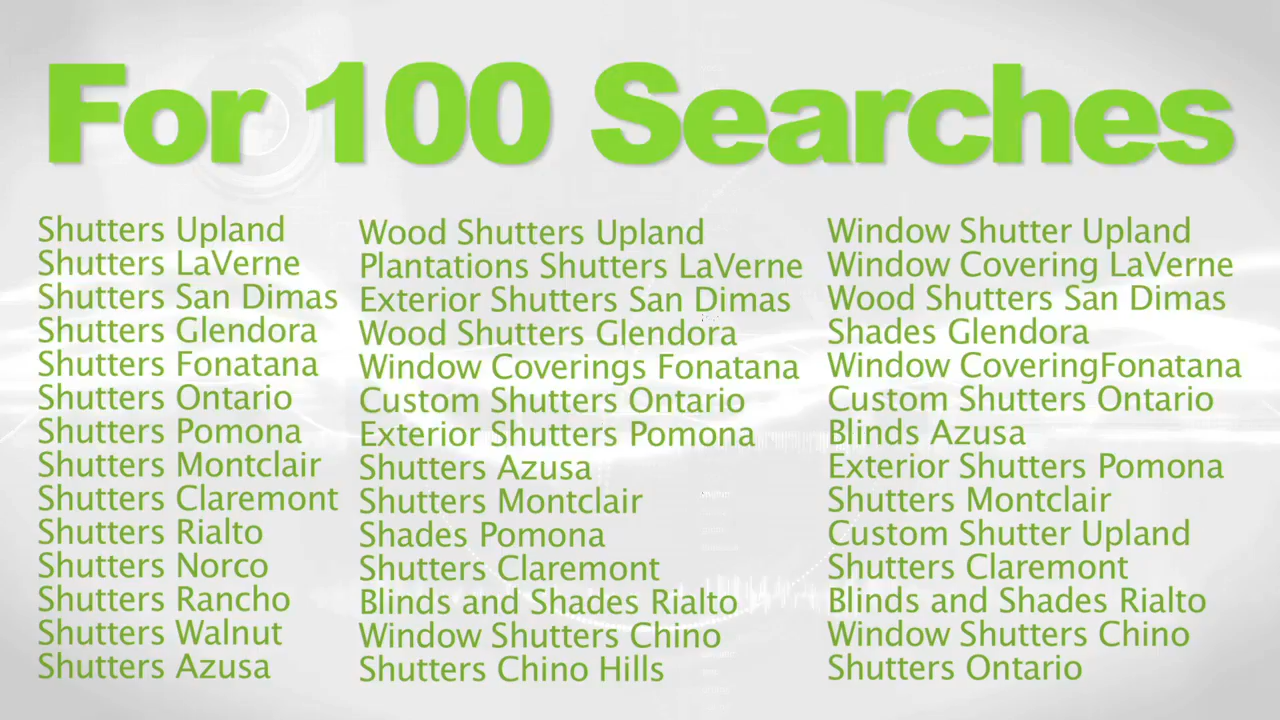 For 100 Searches
Shutters Upland
Shutters LaVerne
Shutters San Dimas
Shutters Glendora
Shutters Fonatana
Shutters Ontario
Shutters Pomona
Shutters Montclair
Shutters Claremont
Shutters Rialto
Shutters Norco
Shutters Rancho
Shutters Walnut
Shutters Azusa
Wood Shutters Upland
Plantations Shutters LaVerne
Exterior Shutters San Dimas
Wood Shutters Glendora
Window Coverings Fonatana
Custom Shutters Ontario
Exterior Shutters Pomona
Shutters Azusa
Shutters Montclair
Shades Pomona
Shutters Claremont
Blinds and Shades Rialto
Window Shutters Chino
Shutters Chino Hills
Window Shutter Upland
Window Covering LaVerne
Wood Shutters San Dimas
Shades Glendora
Window CoveringFonatana
Custom Shutters Ontario
Blinds Azusa
Exterior Shutters Pomona
Shutters Montclair
Custom Shutter Upland
Shutters Claremont
Blinds and Shades Rialto
Window Shutters Chino
Shutters Ontario